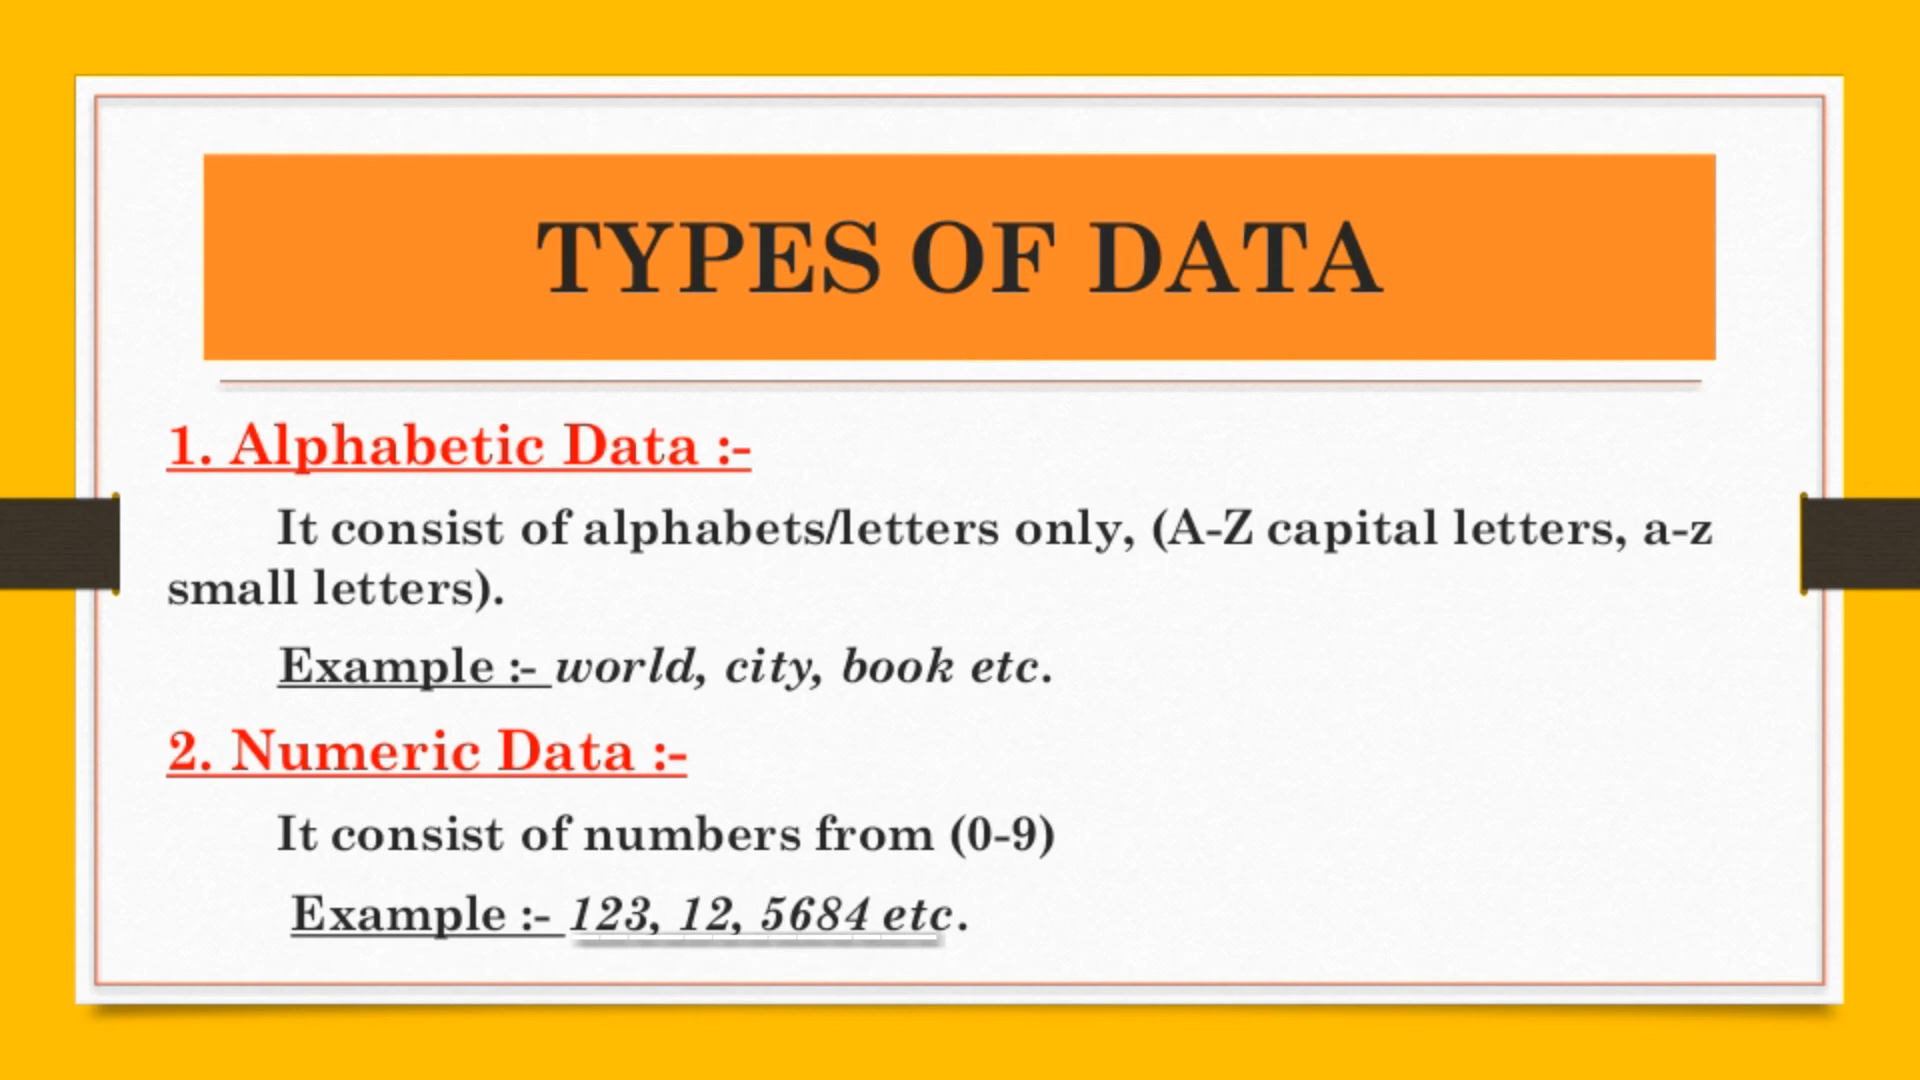 TYPES OF DATA
1. Alphabetic Data :-
It consist of alphabets/letters only, (A-Z capital letters, a-z
small letters).
Example :- world, city, book etc.
2. Numeric Data :-
It consist of numbers from (0-9)
Example :- 123, 12, 5684 etc.